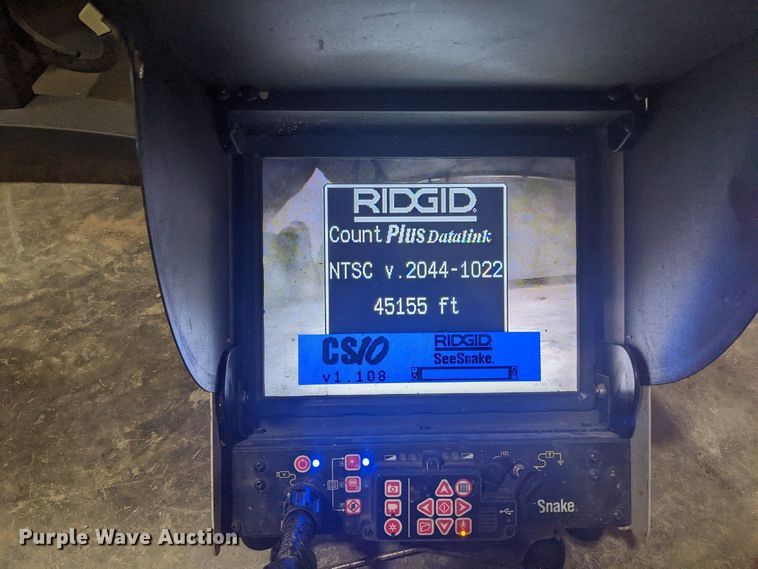 RIDGID
Count Plus Datalink
NTSC v.2044-1022
45155 ft
CS10
v1.108
RIDGID
SeeSnake
Snake
Purple Wave Auction